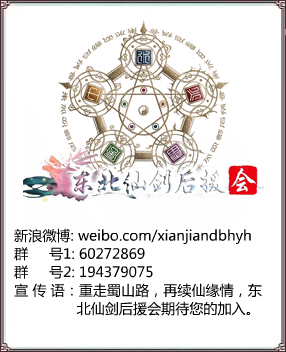 东北仙剑后援会
新浪微博: weibo.com/xianjiandbhyh
群 号1: 60272869
群 号2: 194379075
宣 传 语：重走蜀山路，再续仙缘情，东
北仙剑后援会期待您的加入。